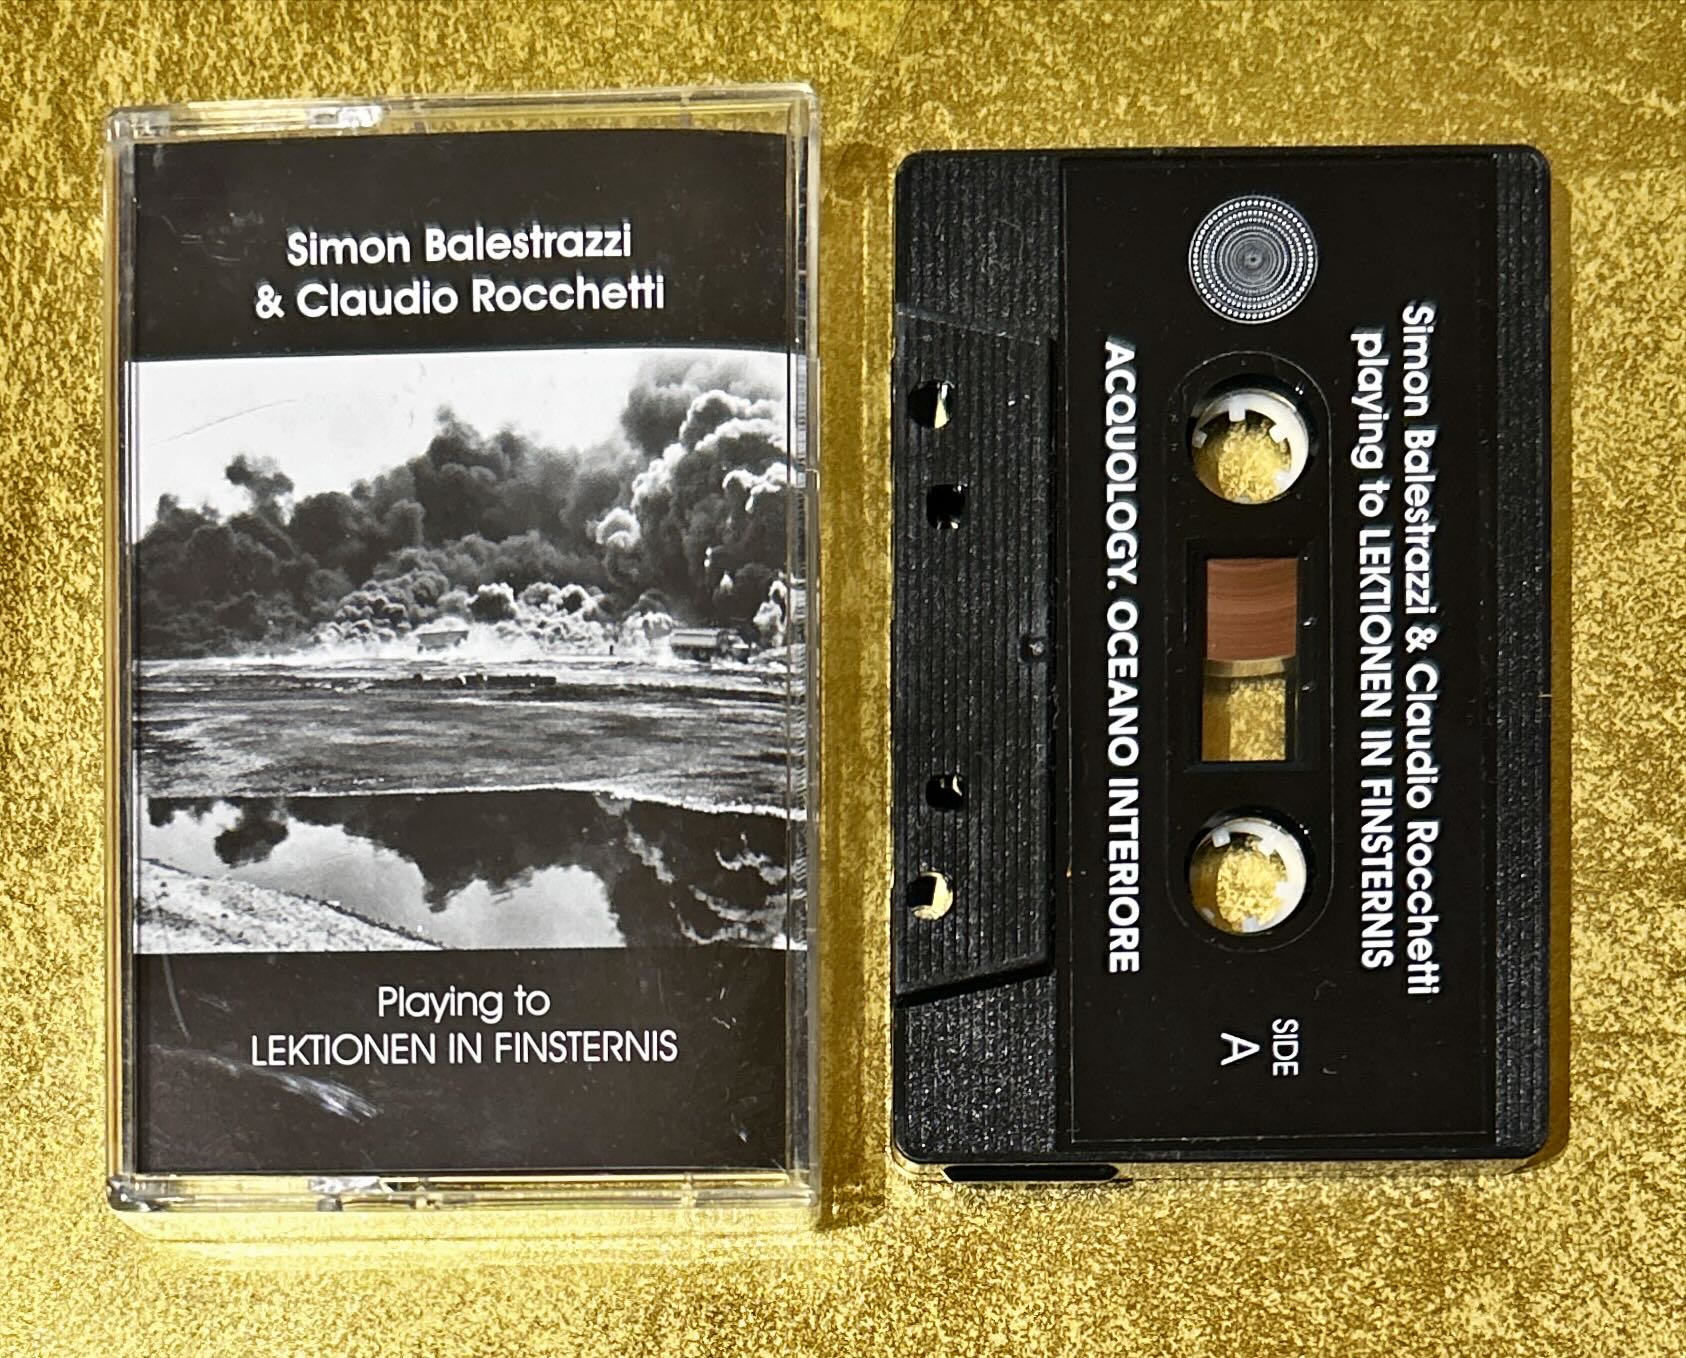 Simon Balestrazzi
& Claudio Rocchetti
Playing to
LEKTIONEN IN FINSTERNIS
Simon Balestrazzi & Claudio Rocchetti
playing to LEKTIONEN IN FINSTERNIS
SIDE
A
ACQUOLOGY. OCEANO INTERIORE